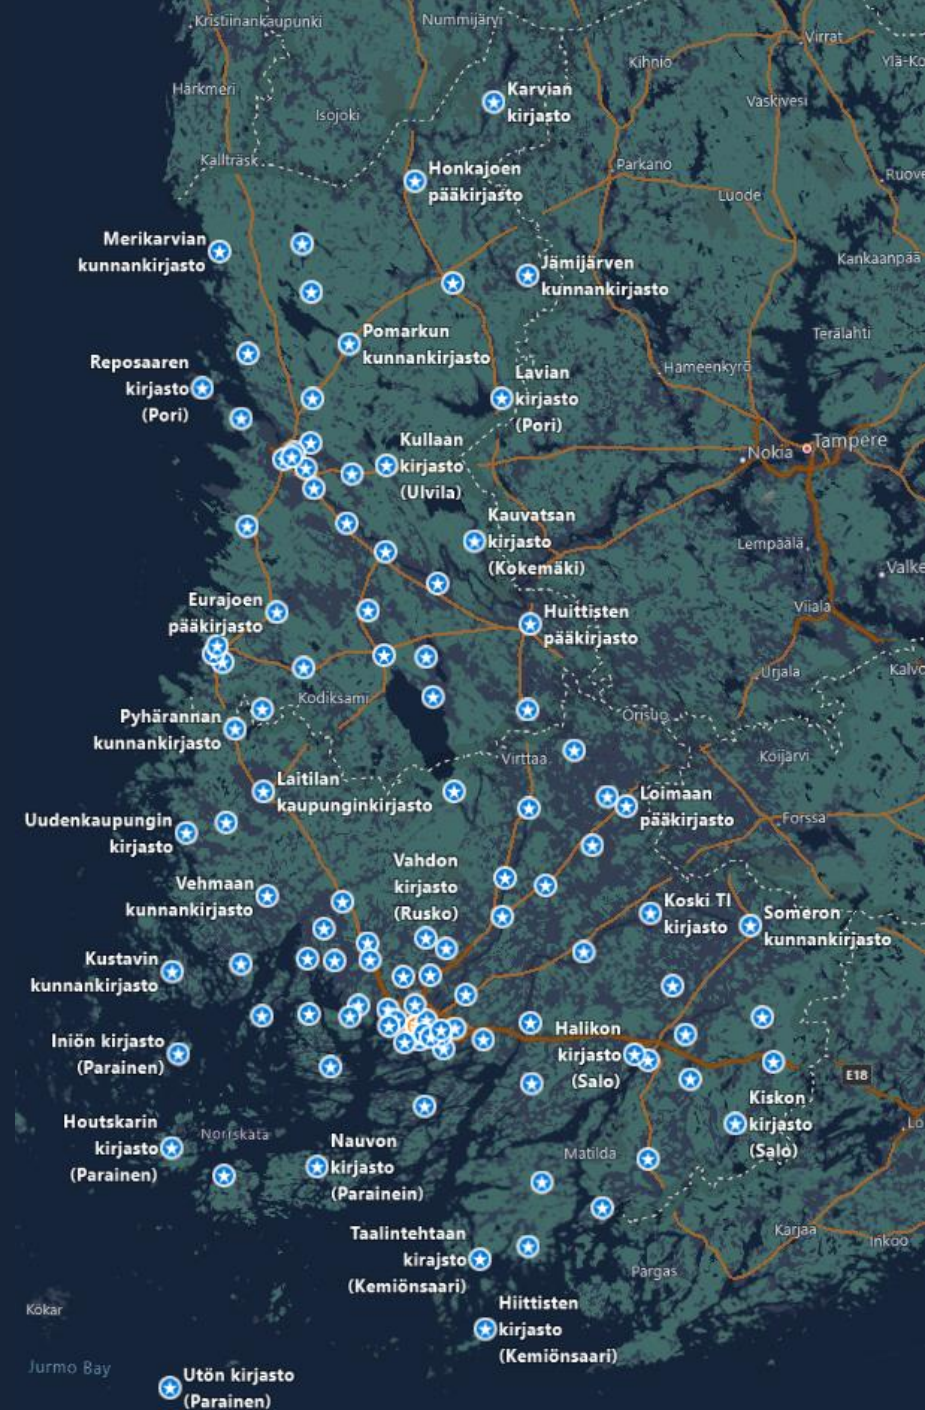 Kristiinankaupunki
Nummijärvi
Virrat
Kihniö
Ylä-Ko
Härkmeri
Karvian
kirjasto
Vaskivesi
Isojoki
Kallträsk
Honkajoen
pääkirjasto
Parkano
Luode
Ruove
Merikarvian
kunnankirjasto
Jämijärven
kunnankirjasto
Kankaanpää
Pomarkun
kunnankirjasto
Terälahti
Reposaaren
kirjasto
(Pori)
Lavian
kirjasto
(Pori)
Hämeenkyrö
Kullaan
kirjasto
(Ulvila)
Nokia
Tampere
Kauvatsan
kirjasto
(Kokemäki)
Lempäälä
Valke
Eurajoen
pääkirjasto
Huittisten
pääkirjasto
Viiala
Urjala
Kalvo
Kodiksami
Pyhärannan
kunnankirjasto
Oripuo
Virttaa
Koijärvi
Laitilan
kaupunginkirjasto
Loimaan
pääkirjasto
Forssa
Uudenkaupungin
kirjasto
Vahdon
kirjasto
(Rusko)
Vehmaan
kunnankirjasto
Koski Tl
kirjasto
Someron
kunnankirjasto
Kustavin
kunnankirjasto
Iniön kirjasto
(Parainen)
Halikon
kirjasto
(Salo)
E18
Kiskon
kirjasto
(Salo)
Lo
Houtskarin
kirjasto
(Parainen)
Norrskata
Nauvon
kirjasto
(Parainein)
Matilda
Taalintehtaan
kirajsto
(Kemiönsaari)
Karjaa
Inkoo
Pargas
Hiittisten
kirjasto
(Kemiönsaari)
Kökar
Jurmo Bay
Utön kirjasto
(Parainen)